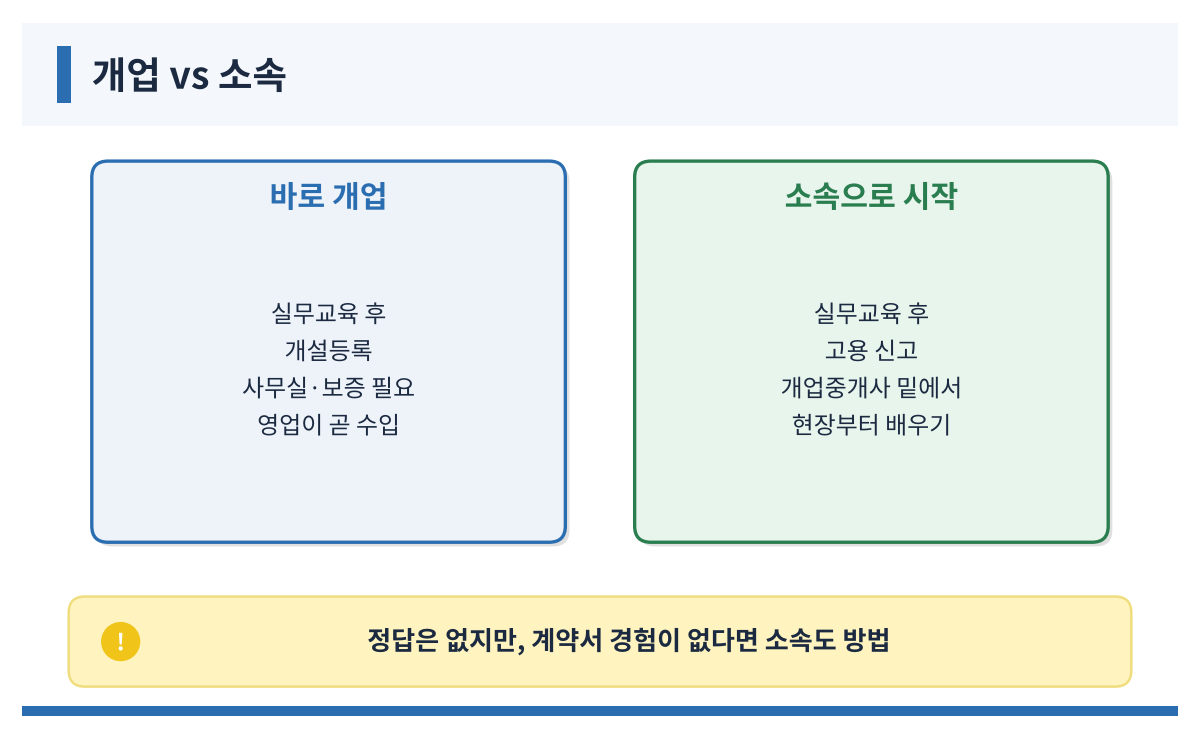 개업 vs 소속
바로 개업
실무교육 후
개설등록
사무실·보증 필요
영업이 곧 수입
소속으로 시작
실무교육 후
고용 신고
개업중개사 밑에서
현장부터 배우기
!
정답은 없지만, 계약서 경험이 없다면 소속도 방법